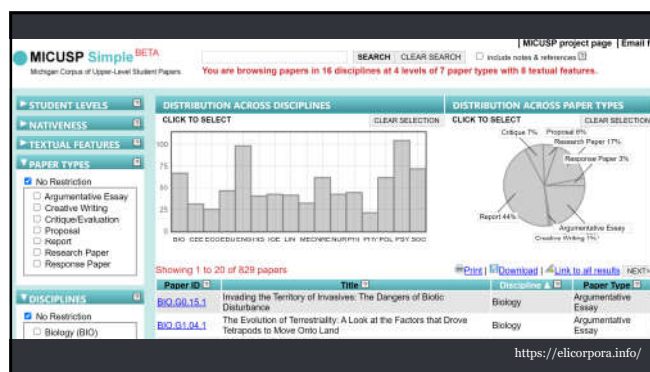 MICUSP project page | Email
MICUSP Simple BETA
SEARCH CLEAR SEARCH include notes & references
Michigan Corpus of Upper-Level Student Papers.
You are browsing papers in 16 disciplines at 4 levels of 7 paper types with 8 textual features.
STUDENT LEVELS
NATIVENESS
TEXTUAL FEATURES
PAPER TYPES
No Restriction
Argumentative Essay
Creative Writing
Critique/Evaluation
Proposal
Report
Research Paper
Response Paper
DISCIPLINES
No Restriction
Biology (BIO)
DISTRIBUTION ACROSS DISCIPLINES
CLICK TO SELECT CLEAR SELECTION
100
75
50
25
0
BIO CEE ECO EDU ENG HIS IOE LIN MEC NRE NUR PHI PHY POL PSY SOC
DISTRIBUTION ACROSS PAPER TYPES
CLICK TO SELECT CLEAR SELECTION
Critique 7% Proposal 6%
Research Paper 17%
Response Paper 3%
Report 44%
Argumentative Essay
Creative Writing 1%
Showing 1 to 20 of 829 papers
Print | Download | Link to all results NEXT>
Paper ID Title Discipline Paper Type
BIO.G0.15.1 Invading the Territory of Invasives: The Dangers of Biotic Disturbance Biology Argumentative Essay
BIO.G1.04.1 The Evolution of Terrestriality: A Look at the Factors that Drove Tetrapods to Move Onto Land Biology Argumentative Essay
https://elicorpora.info/